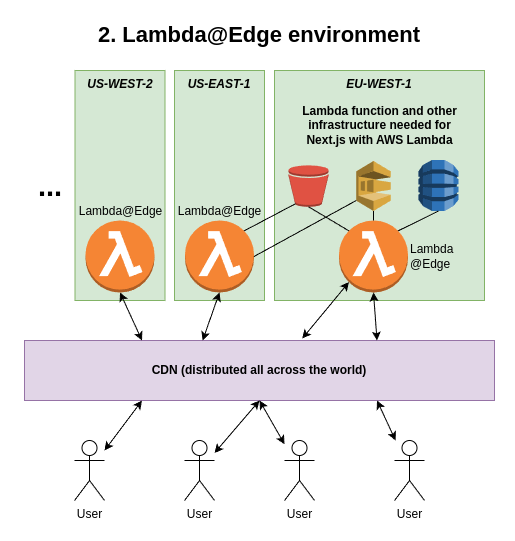 2. Lambda@Edge environment
US-WEST-2
US-EAST-1
EU-WEST-1
Lambda function and other
infrastructure needed for
Next.js with AWS Lambda
...
Lambda@Edge
Lambda@Edge
Lambda
@Edge
CDN (distributed all across the world)
User
User
User
User